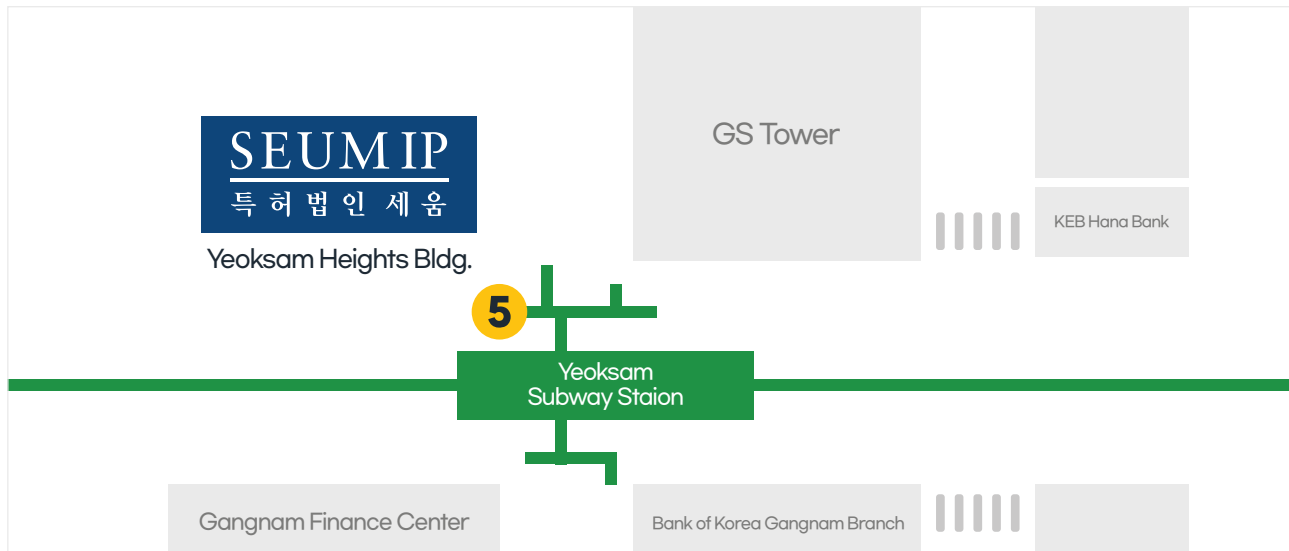 SEUM IP
특허법인 세움
Yeoksam Heights Bldg.
GS Tower
KEB Hana Bank
5
Yeoksam
Subway Staion
Gangnam Finance Center
Bank of Korea Gangnam Branch